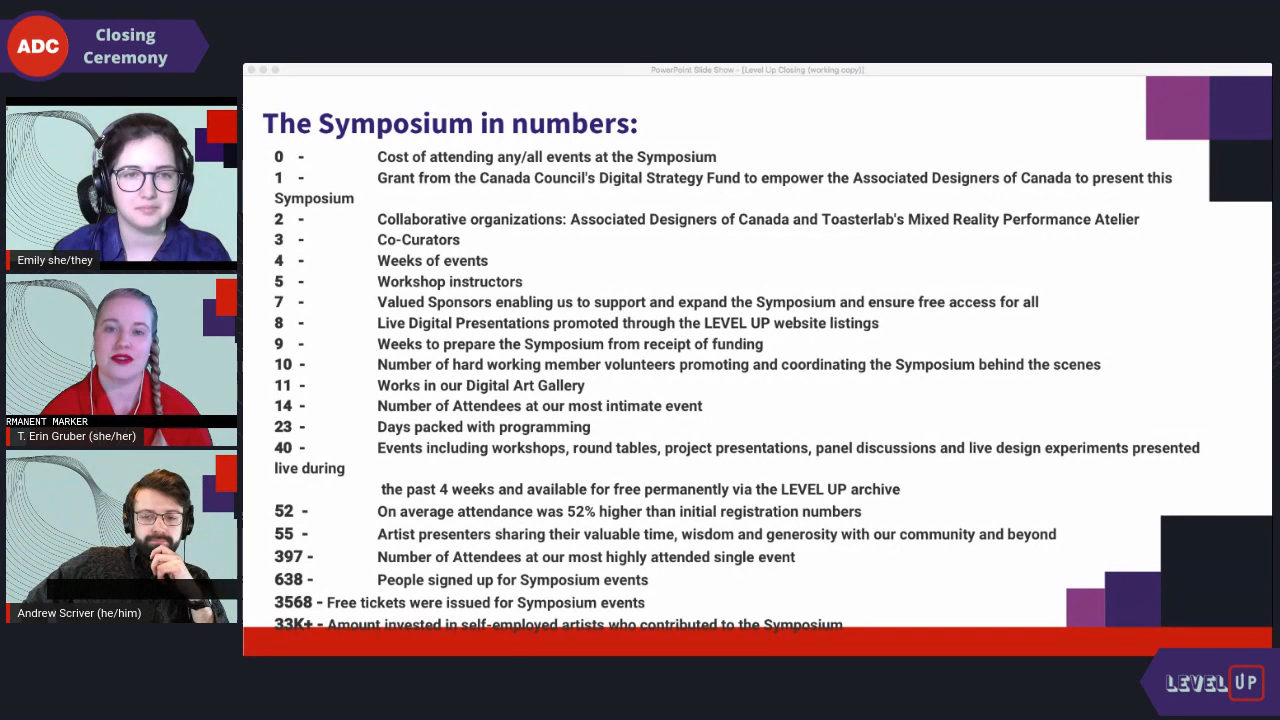 ADC
Closing
Ceremony
PowerPoint Slide Show - [Level Up Closing (working copy)]
The Symposium in numbers:
0 - Cost of attending any/all events at the Symposium
1 - Grant from the Canada Council's Digital Strategy Fund to empower the Associated Designers of Canada to present this
Symposium
2 - Collaborative organizations: Associated Designers of Canada and Toasterlab's Mixed Reality Performance Atelier
3 - Co-Curators
4 - Weeks of events
5 - Workshop instructors
7 - Valued Sponsors enabling us to support and expand the Symposium and ensure free access for all
8 - Live Digital Presentations promoted through the LEVEL UP website listings
9 - Weeks to prepare the Symposium from receipt of funding
10 - Number of hard working member volunteers promoting and coordinating the Symposium behind the scenes
11 - Works in our Digital Art Gallery
14 - Number of Attendees at our most intimate event
23 - Days packed with programming
40 - Events including workshops, round tables, project presentations, panel discussions and live design experiments presented
live during
the past 4 weeks and available for free permanently via the LEVEL UP archive
52 - On average attendance was 52% higher than initial registration numbers
55 - Artist presenters sharing their valuable time, wisdom and generosity with our community and beyond
397 - Number of Attendees at our most highly attended single event
638 - People signed up for Symposium events
3568 - Free tickets were issued for Symposium events
33K+ - Amount invested in self-employed artists who contributed to the Symposium
Emily she/they
RMANENT MARKER
T. Erin Gruber (she/her)
Andrew Scriver (he/him)
LEVEL UP